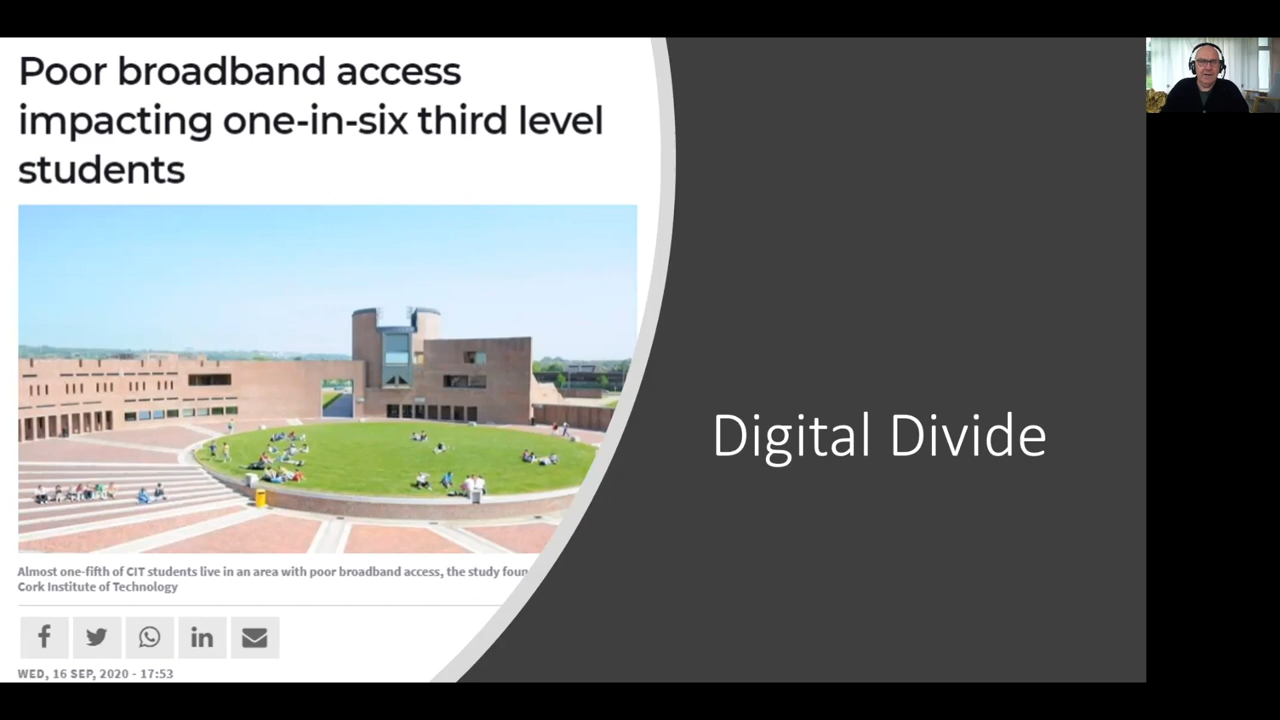 Poor broadband access
impacting one-in-six third level
students
Almost one-fifth of CIT students live in an area with poor broadband access, the study
Cork Institute of Technology
WED, 16 SEP, 2020 - 17:53
Digital Divide